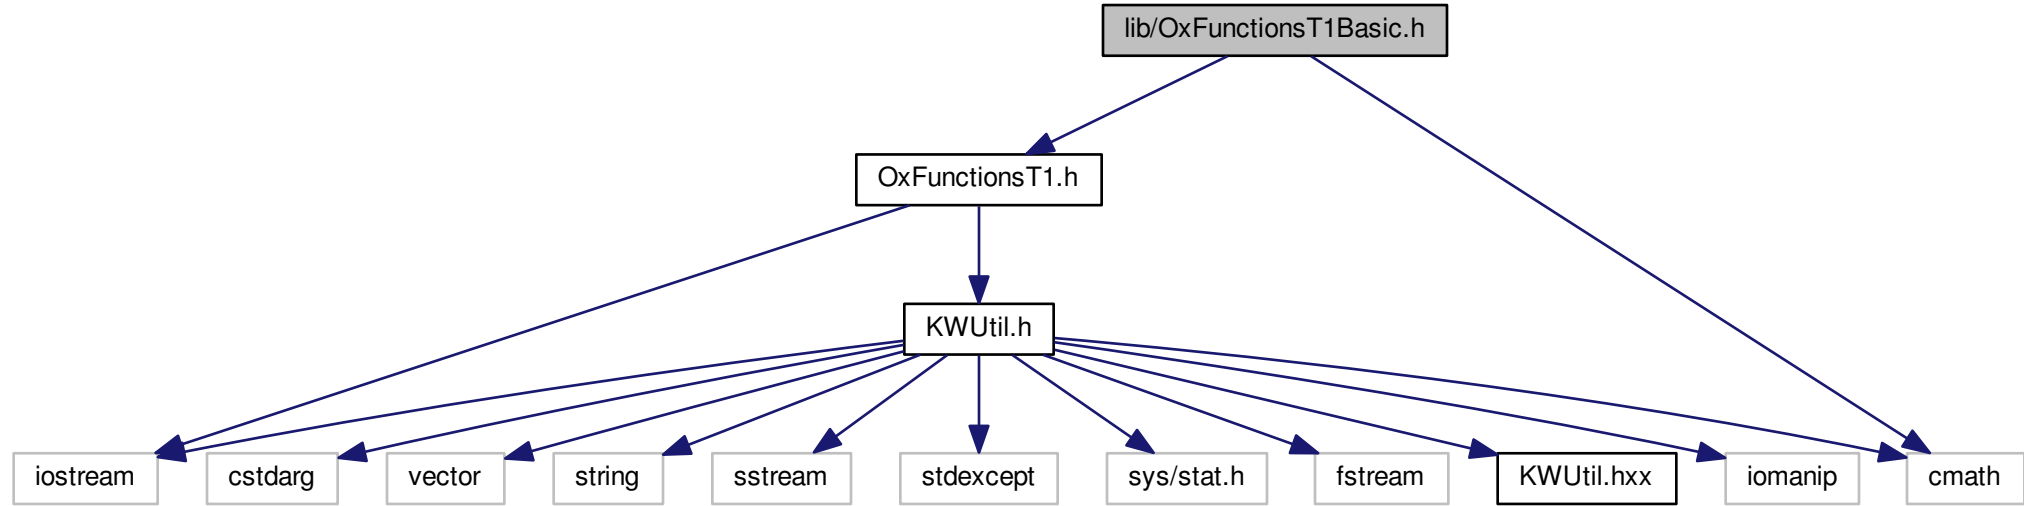 lib/OxFunctionsT1Basic.h
OxFunctionsT1.h
KWUtil.h
iostream
cstdarg
vector
string
sstream
stdexcept
sys/stat.h
fstream
KWUtil.hxx
iomanip
cmath